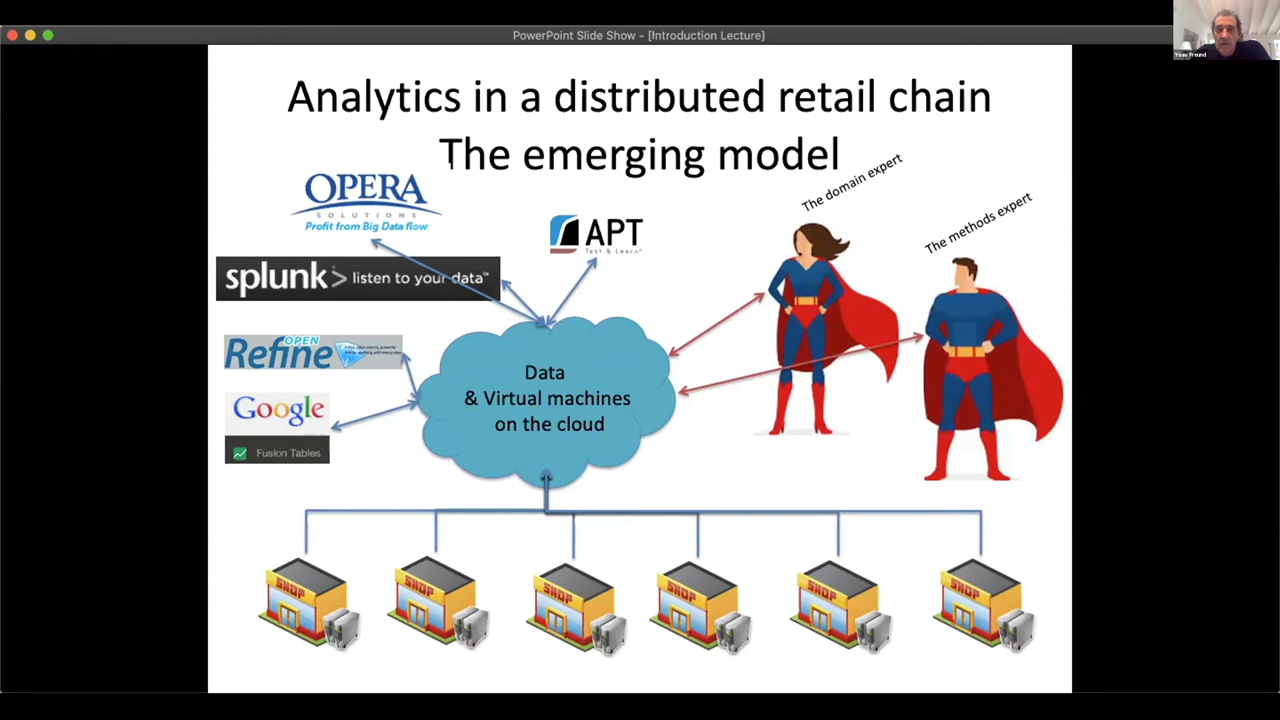 PowerPoint Slide Show - [Introduction Lecture]
Yoav Freund
Analytics in a distributed retail chain
The emerging model
The domain expert
The methods expert
OPERA
SOLUTIONS
Profit from Big Data flow
APT
Test & Learn
splunk> listen to your data™
OPEN
Refine
Google
Fusion Tables
Data
& Virtual machines
on the cloud
SHOP
SHOP
SHOP
SHOP
SHOP
SHOP